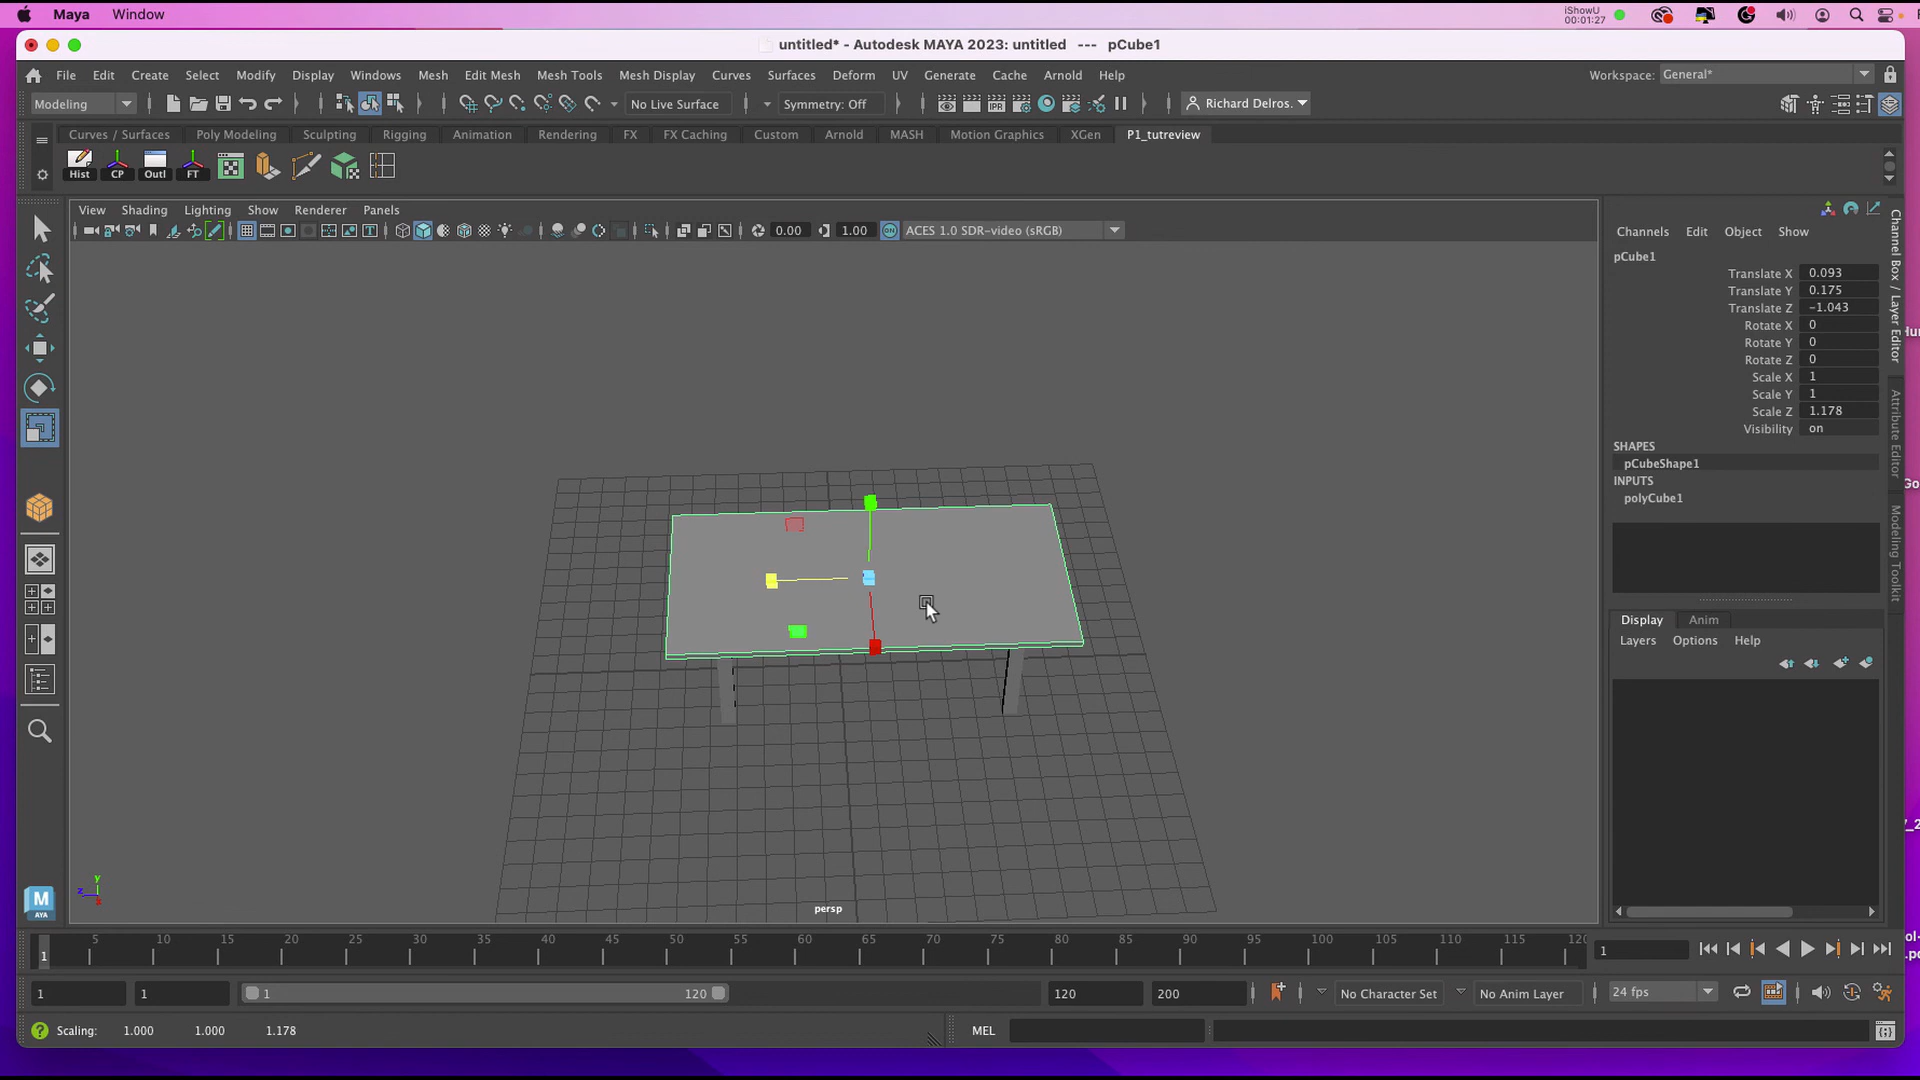 Maya Window
iShowU
00:01:27
untitled* - Autodesk MAYA 2023: untitled --- pCube1
File Edit Create Select Modify Display Windows Mesh Edit Mesh Mesh Tools Mesh Display Curves Surfaces Deform UV Generate Cache Arnold Help
Workspace: General*
Modeling No Live Surface Symmetry: Off IPR Richard Delros.
Curves / Surfaces Poly Modeling Sculpting Rigging Animation Rendering FX FX Caching Custom Arnold MASH Motion Graphics XGen P1_tutreview
Hist CP Outl FT
View Shading Lighting Show Renderer Panels
0.00 1.00 ON ACES 1.0 SDR-video (sRGB)
Channels Edit Object Show
pCube1
Translate X 0.093
Translate Y 0.175
Translate Z -1.043
Rotate X 0
Rotate Y 0
Rotate Z 0
Scale X 1
Scale Y 1
Scale Z 1.178
Visibility on
SHAPES
pCubeShape1
INPUTS
polyCube1
Channel Box / Layer Editor
Attribute Editor
Modeling Toolkit
Display Anim
Layers Options Help
y
z
x
persp
M
AYA
5 10 15 20 25 30 35 40 45 50 55 60 65 70 75 80 85 90 95 100 105 110 115 120
1
1
1 1 1 120 120 200 No Character Set No Anim Layer 24 fps
Scaling: 1.000 1.000 1.178
MEL